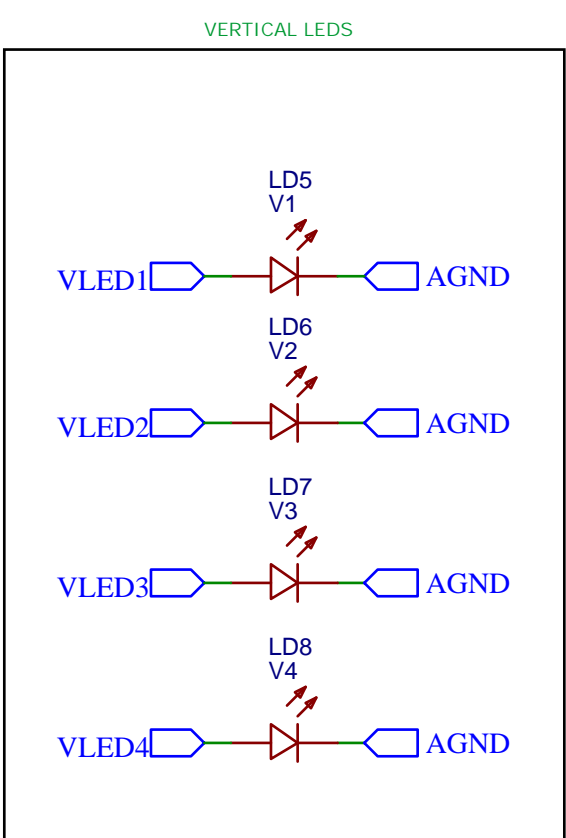 VERTICAL LEDS
LD5
V1
VLED1 AGND
LD6
V2
VLED2 AGND
LD7
V3
VLED3 AGND
LD8
V4
VLED4 AGND